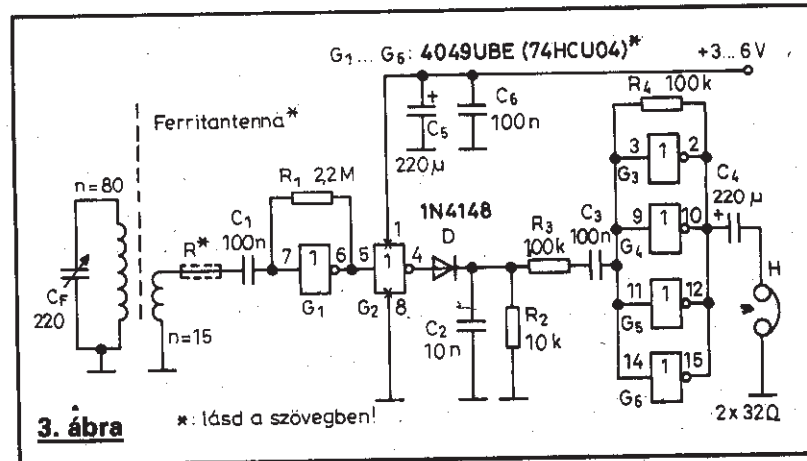 G1 ... G6: 4049UBE (74HCU04)*
+3... 6V
Ferritantenna*
n=80
CF
220
n=15
R*
C1
100n
R1 2,2M
7
1
6
G1
5
1
1
4
8
G2
+
C5
220µ
C6
100n
1N4148
D
C2
10n
R2
10k
R3
100k
C3
100n
R4 100k
3
1
2
G3
9
1
10
G4
11
1
12
G5
14
1
15
G6
C4
220µ
+
H
2x32Ω
3. ábra
*: lásd a szövegben!